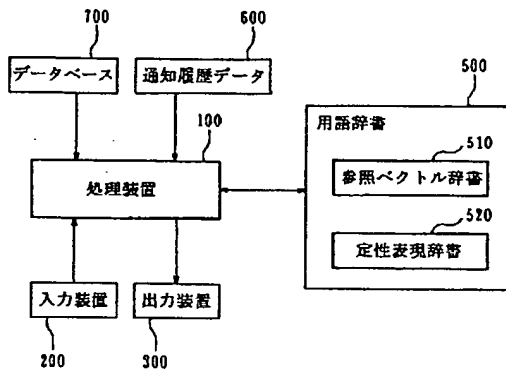 700
600
データベース
通知履歴データ
500
100
用語辞書
510
処理装置
参照ベクトル辞書
520
定性表現辞書
入力装置
出力装置
200
300